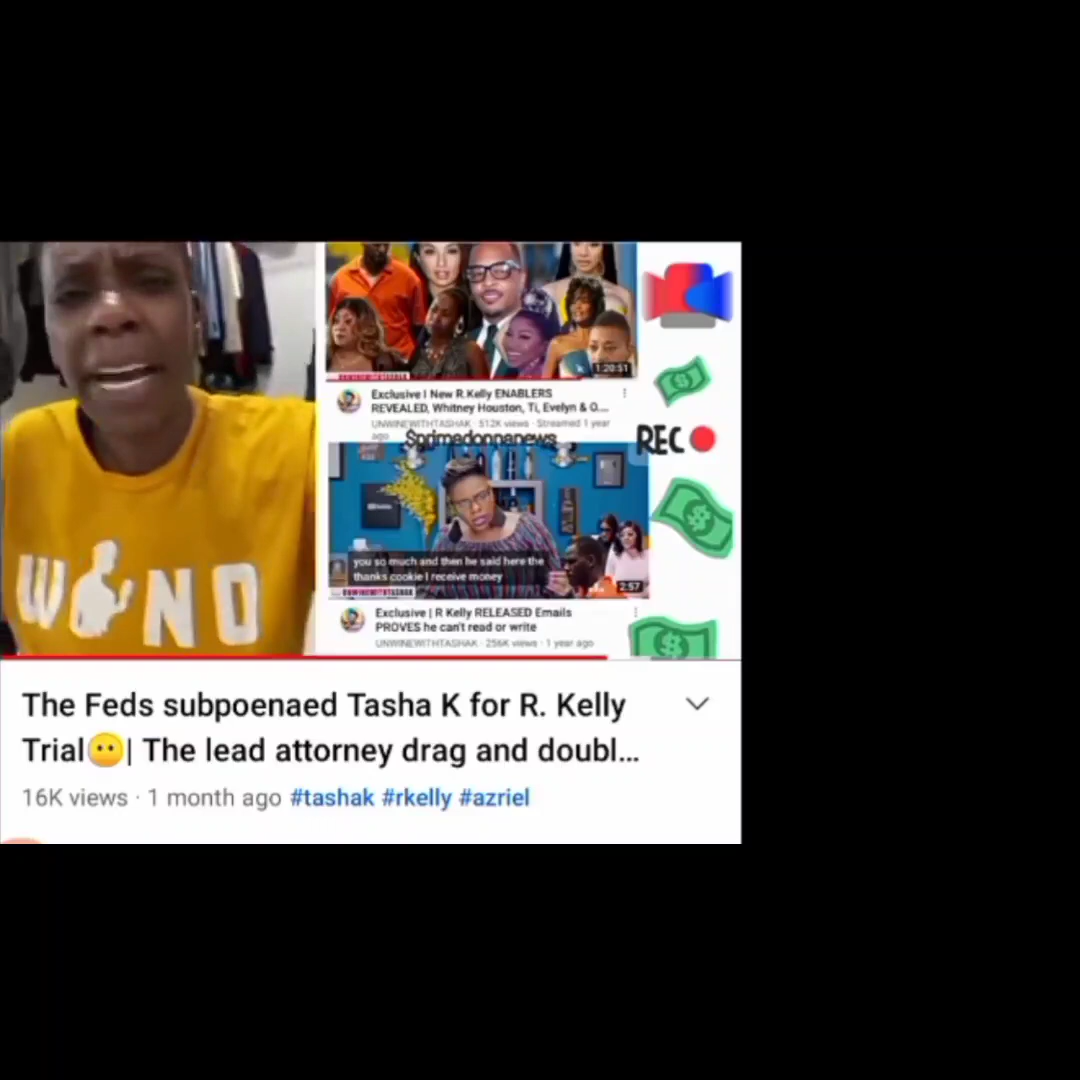 W ND
1:20:51
Exclusive I New R.Kelly ENABLERS
REVEALED, Whitney Houston, Ti, Evelyn & O....
UNWINEWITHTASHAK · 512K views · Streamed 1 year
ago
$primadonnanews
REC
you so much and then he said here the
thanks cookie I receive money
UNWINEWITHTASHAK
2:57
Exclusive | R Kelly RELEASED Emails
PROVES he can't read or write
UNWINEWITHTASHAK · 256K views · 1 year ago
The Feds subpoenaed Tasha K for R. Kelly
Trial😶| The lead attorney drag and doubl...
16K views · 1 month ago #tashak #rkelly #azriel